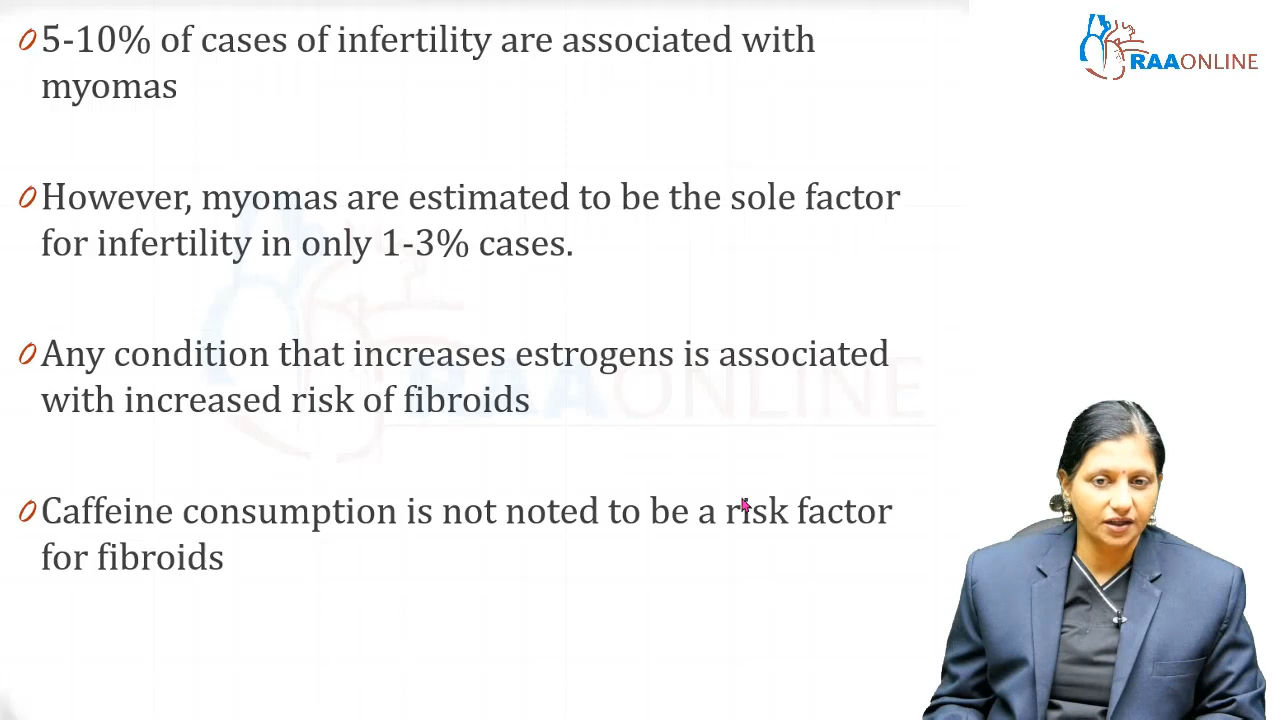 5-10% of cases of infertility are associated with
myomas
However, myomas are estimated to be the sole factor
for infertility in only 1-3% cases.
Any condition that increases estrogens is associated
with increased risk of fibroids
Caffeine consumption is not noted to be a risk factor
for fibroids
RAAONLINE
RAAONLINE